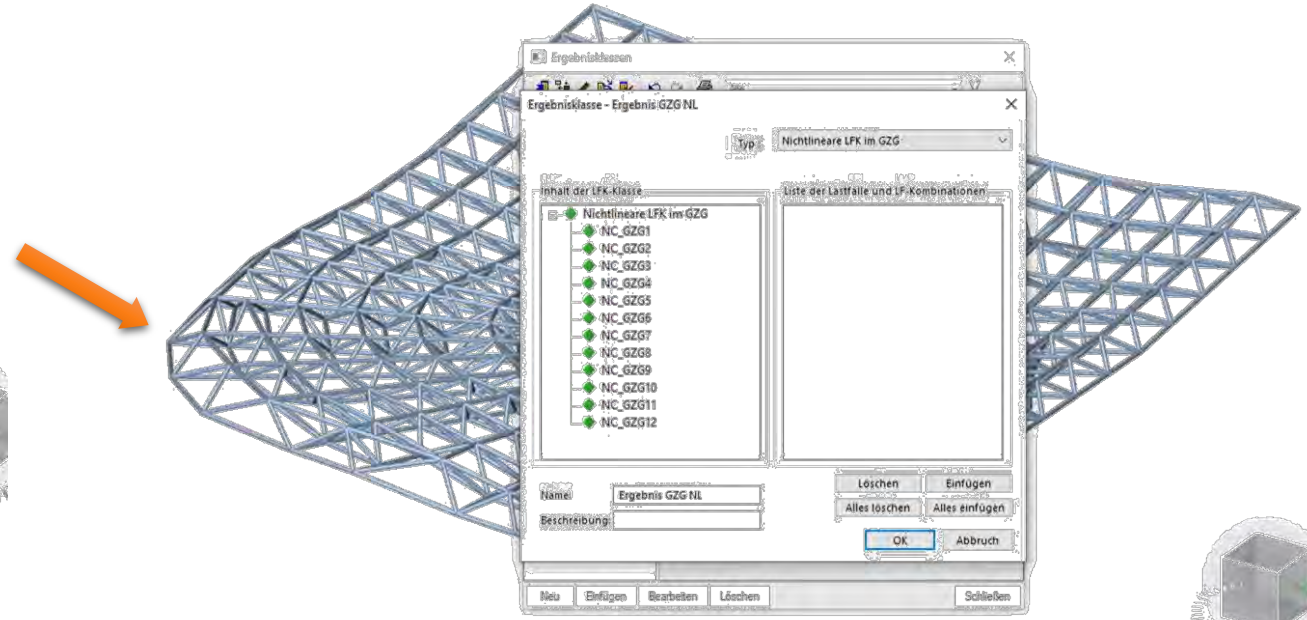 Ergebnisklassen
Ergebnisklasse - Ergebnis GZG NL
Typ
Nichtlineare LFK im GZG
Inhalt der LFK-Klasse
Liste der Lastfälle und LF-Kombinationen
Nichtlineare LFK im GZG
NC_GZG1
NC_GZG2
NC_GZG3
NC_GZG4
NC_GZG5
NC_GZG6
NC_GZG7
NC_GZG8
NC_GZG9
NC_GZG10
NC_GZG11
NC_GZG12
Löschen Einfügen
Name: Ergebnis GZG NL
Alles löschen Alles einfügen
Beschreibung:
OK Abbruch
Neu Einfügen Bearbeiten Löschen Schließen